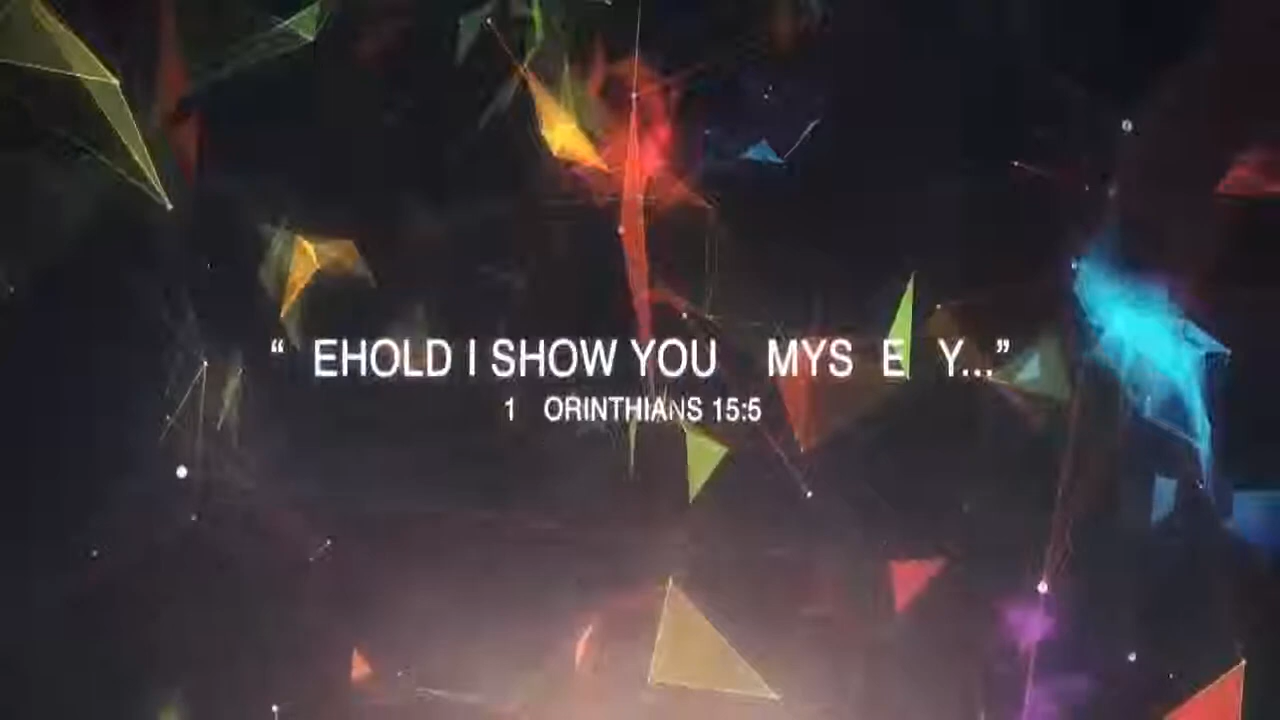 “ EHOLD I SHOW YOU MYS E Y...”
1 ORINTHIANS 15:5